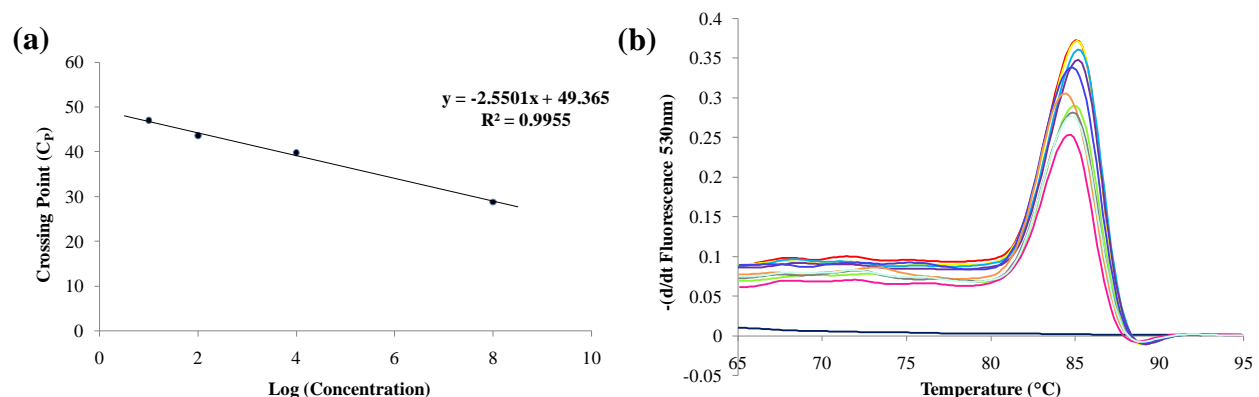 (a)
60
50
40
30
20
10
0
Crossing Point (CP)
y = -2.5501x + 49.365
R² = 0.9955
0 2 4 6 8 10
Log (Concentration)
(b)
0.4
0.35
0.3
0.25
0.2
0.15
0.1
0.05
0
-0.05
-(d/dt Fluorescence 530nm)
65 70 75 80 85 90 95
Temperature (°C)